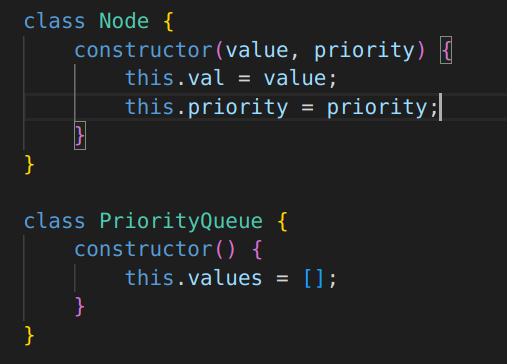 class Node {
    constructor(value, priority) {
        this.val = value;
        this.priority = priority;
    }
}

class PriorityQueue {
    constructor() {
        this.values = [];
    }
}